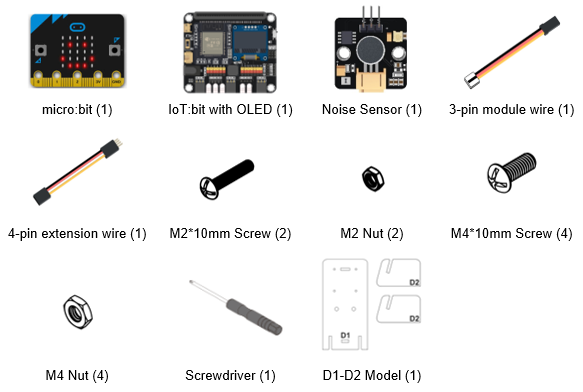 micro:bit (1)
IoT:bit with OLED (1)
Noise Sensor (1)
3-pin module wire (1)
4-pin extension wire (1)
M2*10mm Screw (2)
M2 Nut (2)
M4*10mm Screw (4)
D2
D2
D1
M4 Nut (4)
Screwdriver (1)
D1-D2 Model (1)